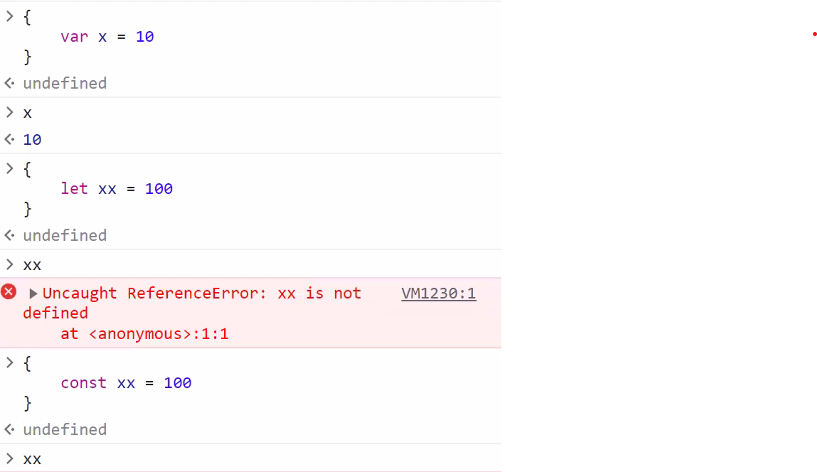 > {
var x = 10
}
<· undefined
> x
<· 10
> {
let xx = 100
}
<· undefined
> xx
▶Uncaught ReferenceError: xx is not VM1230:1
defined
at <anonymous>:1:1
> {
const xx = 100
}
<· undefined
> xx